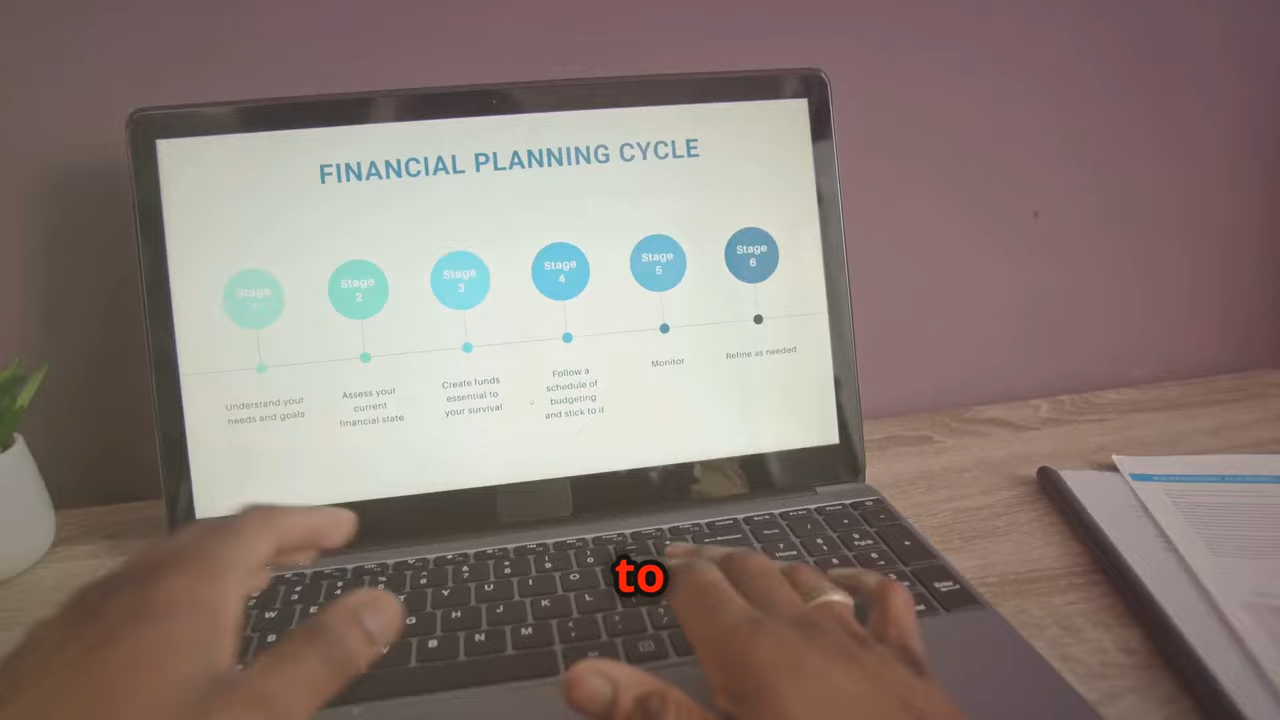 FINANCIAL PLANNING CYCLE
Stage
Stage
2
Stage
3
Stage
4
Stage
5
Stage
6
Understand your
needs and goals
Assess your
current
financial state
Create funds
essential to
your survival
Follow a
schedule of
budgeting
and stick to it
Monitor
Refine as needed
to